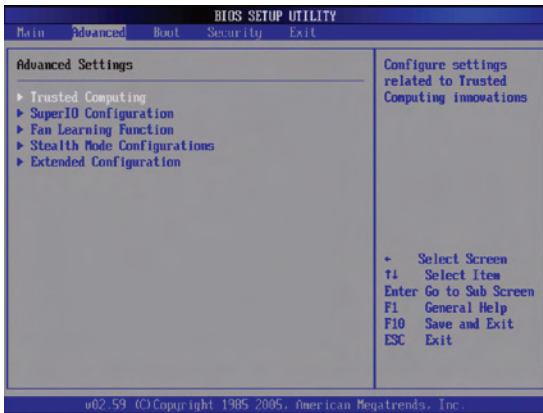 BIOS SETUP UTILITY
Main Advanced Boot Security Exit
Advanced Settings
Trusted Computing
SuperIO Configuration
Fan Learning Function
Stealth Mode Configurations
Extended Configuration
Configure settings
related to Trusted
Computing innovations
← Select Screen
↑↓ Select Item
Enter Go to Sub Screen
F1 General Help
F10 Save and Exit
ESC Exit
v02.59 (C)Copyright 1985 2005, American Megatrends, Inc.